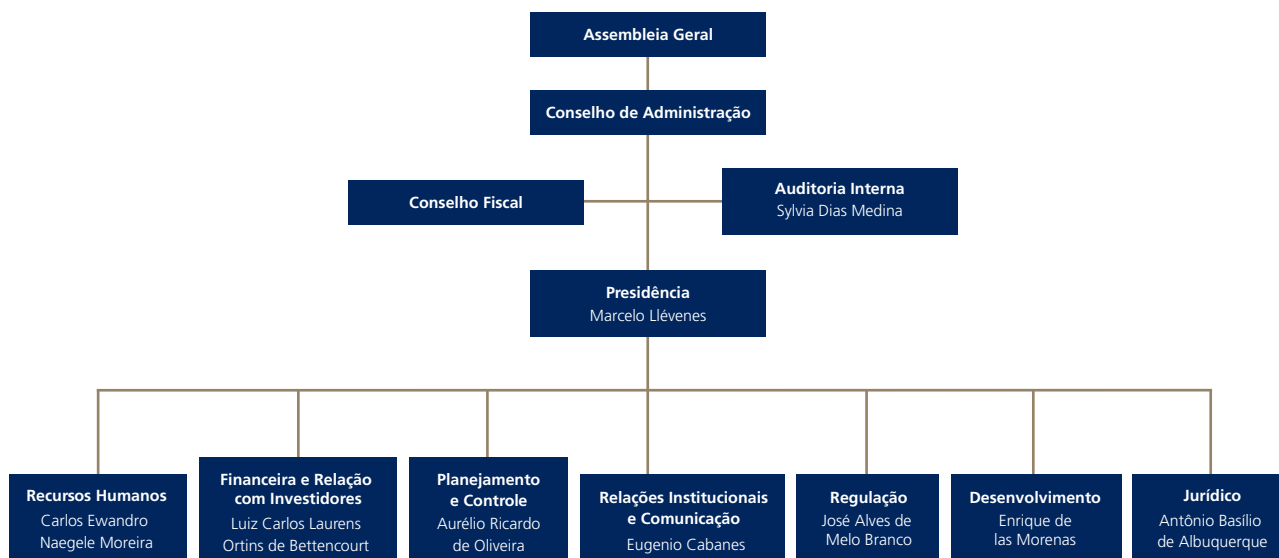 Assembleia Geral
Conselho de Administração
Conselho Fiscal
Auditoria Interna
Sylvia Dias Medina
Presidência
Marcelo Llévenes
Recursos Humanos
Carlos Ewandro
Naegele Moreira
Financeira e Relação
com Investidores
Luiz Carlos Laurens
Ortins de Bettencourt
Planejamento
e Controle
Aurélio Ricardo
de Oliveira
Relações Institucionais
e Comunicação
Eugenio Cabanes
Regulação
José Alves de
Melo Branco
Desenvolvimento
Enrique de
las Morenas
Jurídico
Antônio Basílio
de Albuquerque